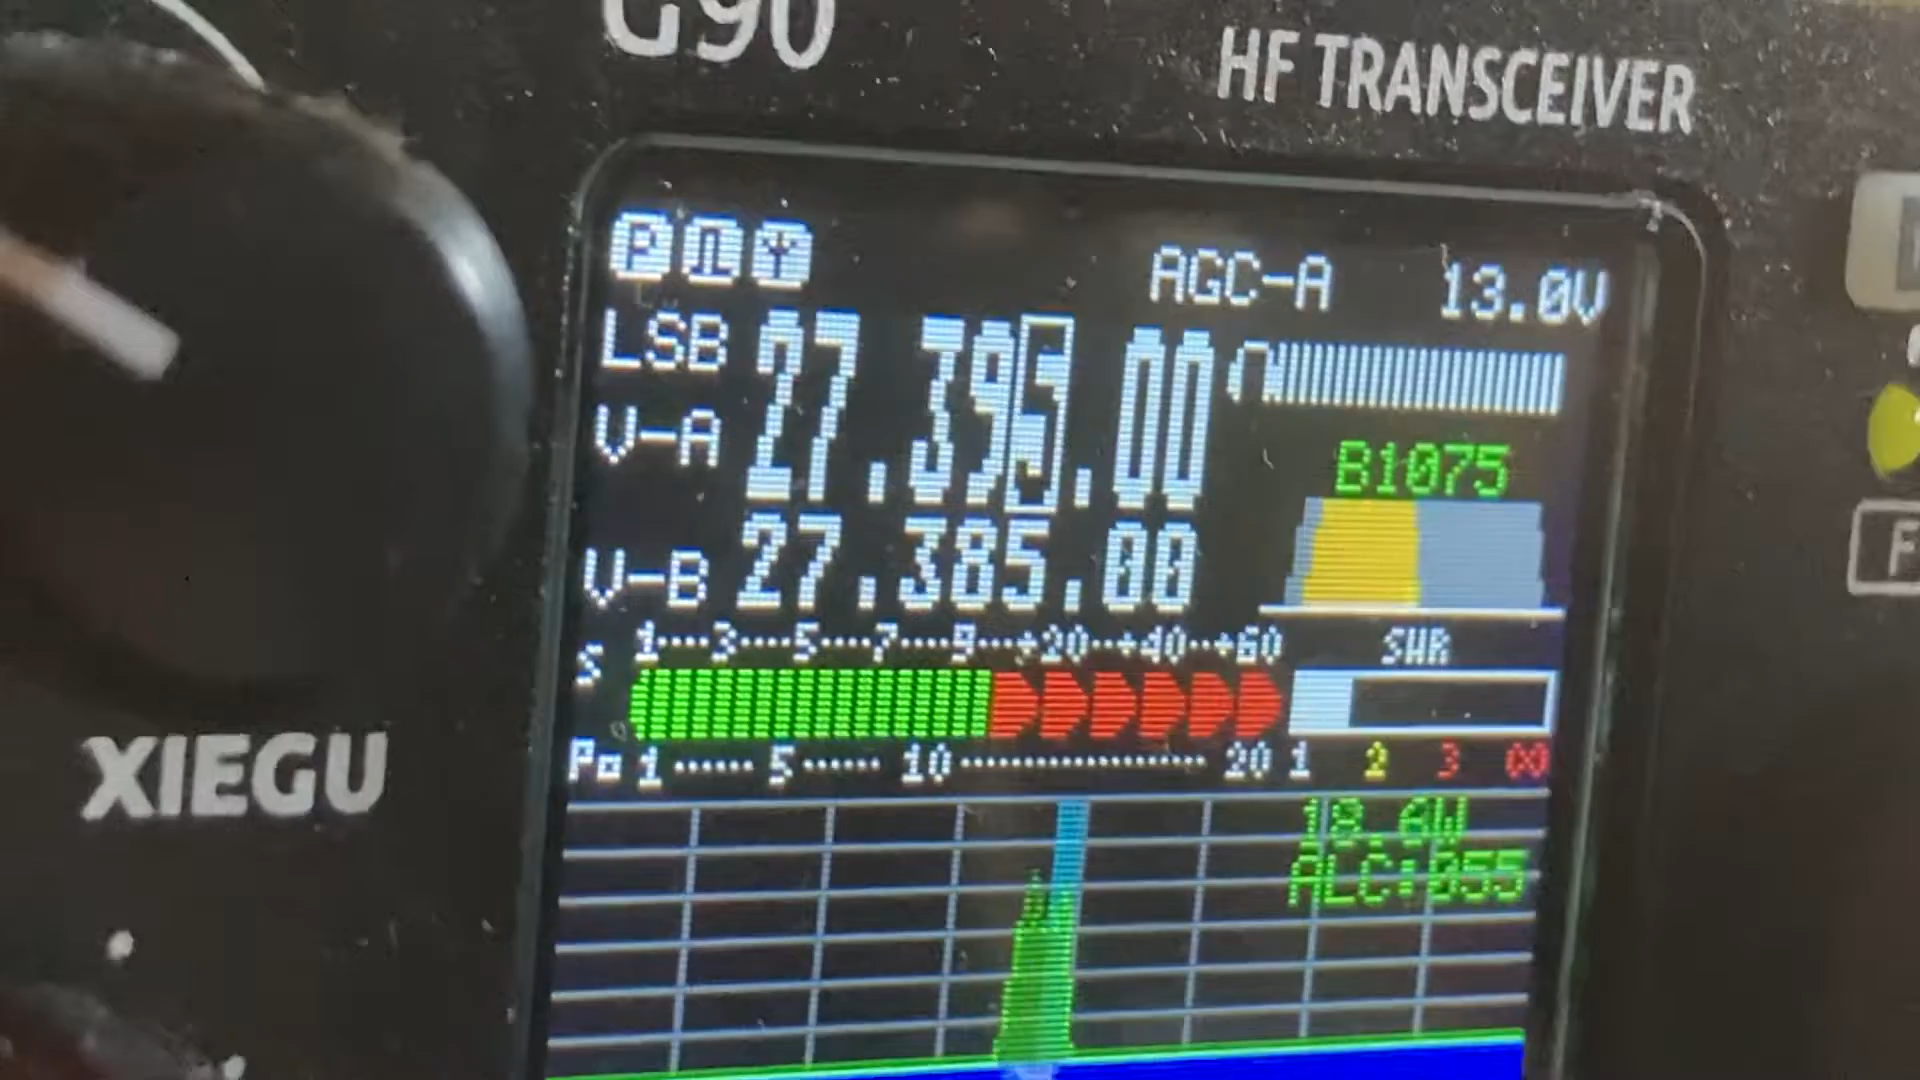 G90
HF TRANSCEIVER
P
AGC-A 13.0V
LSB
V-A 27.395.00
B1075
V-B 27.385.00
S 1 3 5 7 9 +20 +40 +60 SWR
Po 1 5 10 20 1 2 3 ∞
18.6W
ALC:055
XIEGU
F